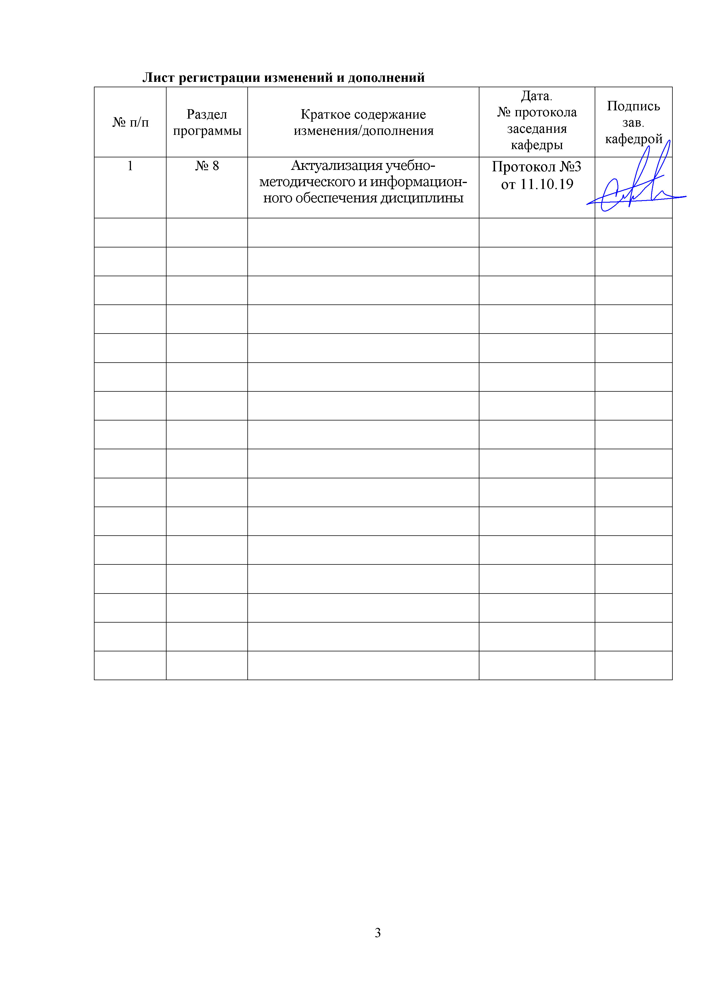 Лист регистрации изменений и дополнений
№ п/п
Раздел
программы
Краткое содержание
изменения/дополнения
Дата.
№ протокола
заседания
кафедры
Подпись
зав.
кафедрой
1
№ 8
Актуализация учебно-
методического и информацион-
ного обеспечения дисциплины
Протокол №3
от 11.10.19
3